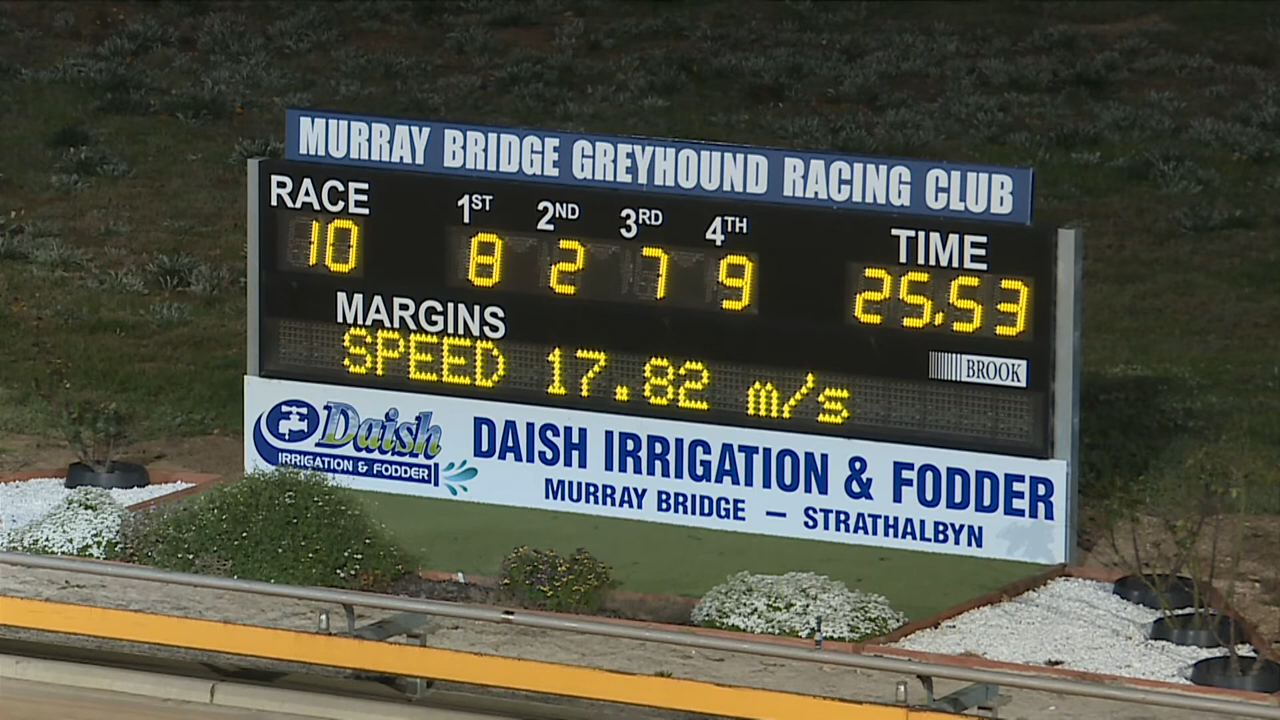 MURRAY BRIDGE GREYHOUND RACING CLUB
RACE 1ST 2ND 3RD 4TH TIME
10 8 2 7 9 25.53
MARGINS
SPEED 17.82 m/s
BROOK
Daish
IRRIGATION & FODDER
DAISH IRRIGATION & FODDER
MURRAY BRIDGE – STRATHALBYN